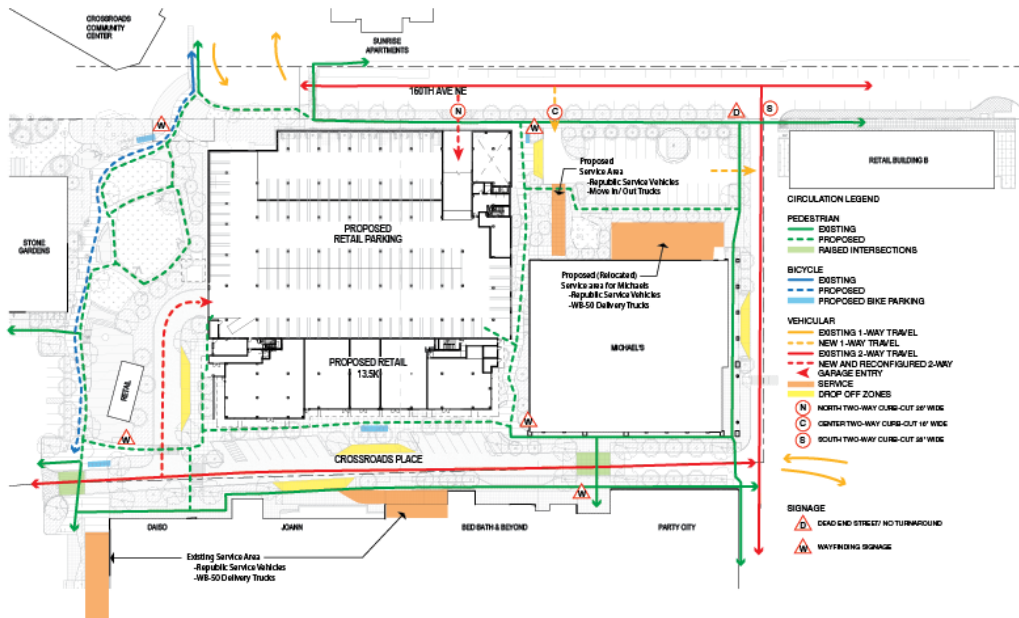 CROSSROADS
COMMUNITY
CENTER
SUNRISE
APARTMENTS
160TH AVE NE
N
C
S
D
W
W
RETAIL BUILDING B
Proposed
Service Area
-Republic Service Vehicles
-Move In/ Out Trucks
PROPOSED
RETAIL PARKING
STONE
GARDENS
Proposed (Relocated)
Service area for Michaels
-Republic Service Vehicles
-WB-50 Delivery Trucks
MICHAEL'S
PROPOSED RETAIL
13.5K
RETAIL
W
W
CROSSROADS PLACE
W
DAISO
JOANN
BED BATH & BEYOND
PARTY CITY
Existing Service Area
-Republic Service Vehicles
-WB-50 Delivery Trucks
CIRCULATION LEGEND
PEDESTRIAN
EXISTING
PROPOSED
RAISED INTERSECTIONS
BICYCLE
EXISTING
PROPOSED
PROPOSED BIKE PARKING
VEHICULAR
EXISTING 1-WAY TRAVEL
NEW 1-WAY TRAVEL
EXISTING 2-WAY TRAVEL
NEW AND RECONFIGURED 2-WAY
GARAGE ENTRY
SERVICE
DROP OFF ZONES
N NORTH TWO-WAY CURB-CUT 26' WIDE
C CENTER TWO-WAY CURB-CUT 16' WIDE
S SOUTH TWO-WAY CURB-CUT 26' WIDE
SIGNAGE
D DEAD END STREET/ NO TURNAROUND
W WAYFINDING SIGNAGE